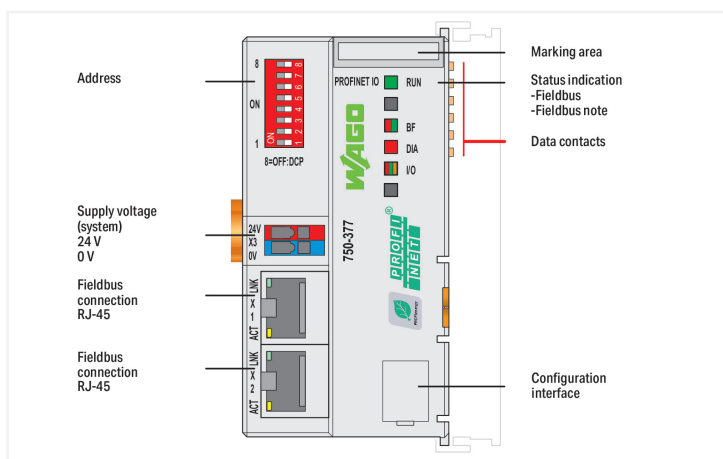 Address
8
ON
1
ON
1 2 3 4 5 6 7 8
8=OFF:DCP
Supply voltage
(system)
24 V
0 V
24V
X3
0V
Fieldbus
connection
RJ-45
LNK
X
1
ACT
Fieldbus
connection
RJ-45
LNK
X
2
ACT
PROFINET IO
RUN
BF
DIA
I/O
WAGO
750-377
PROFI
NET
®
PROFIenergy
Marking area
Status indication
-Fieldbus
-Fieldbus note
Data contacts
Configuration
interface